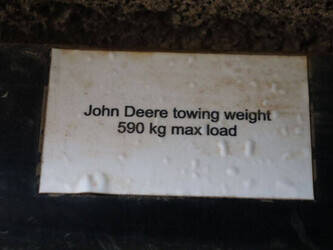 John Deere towing weight
590 kg max load